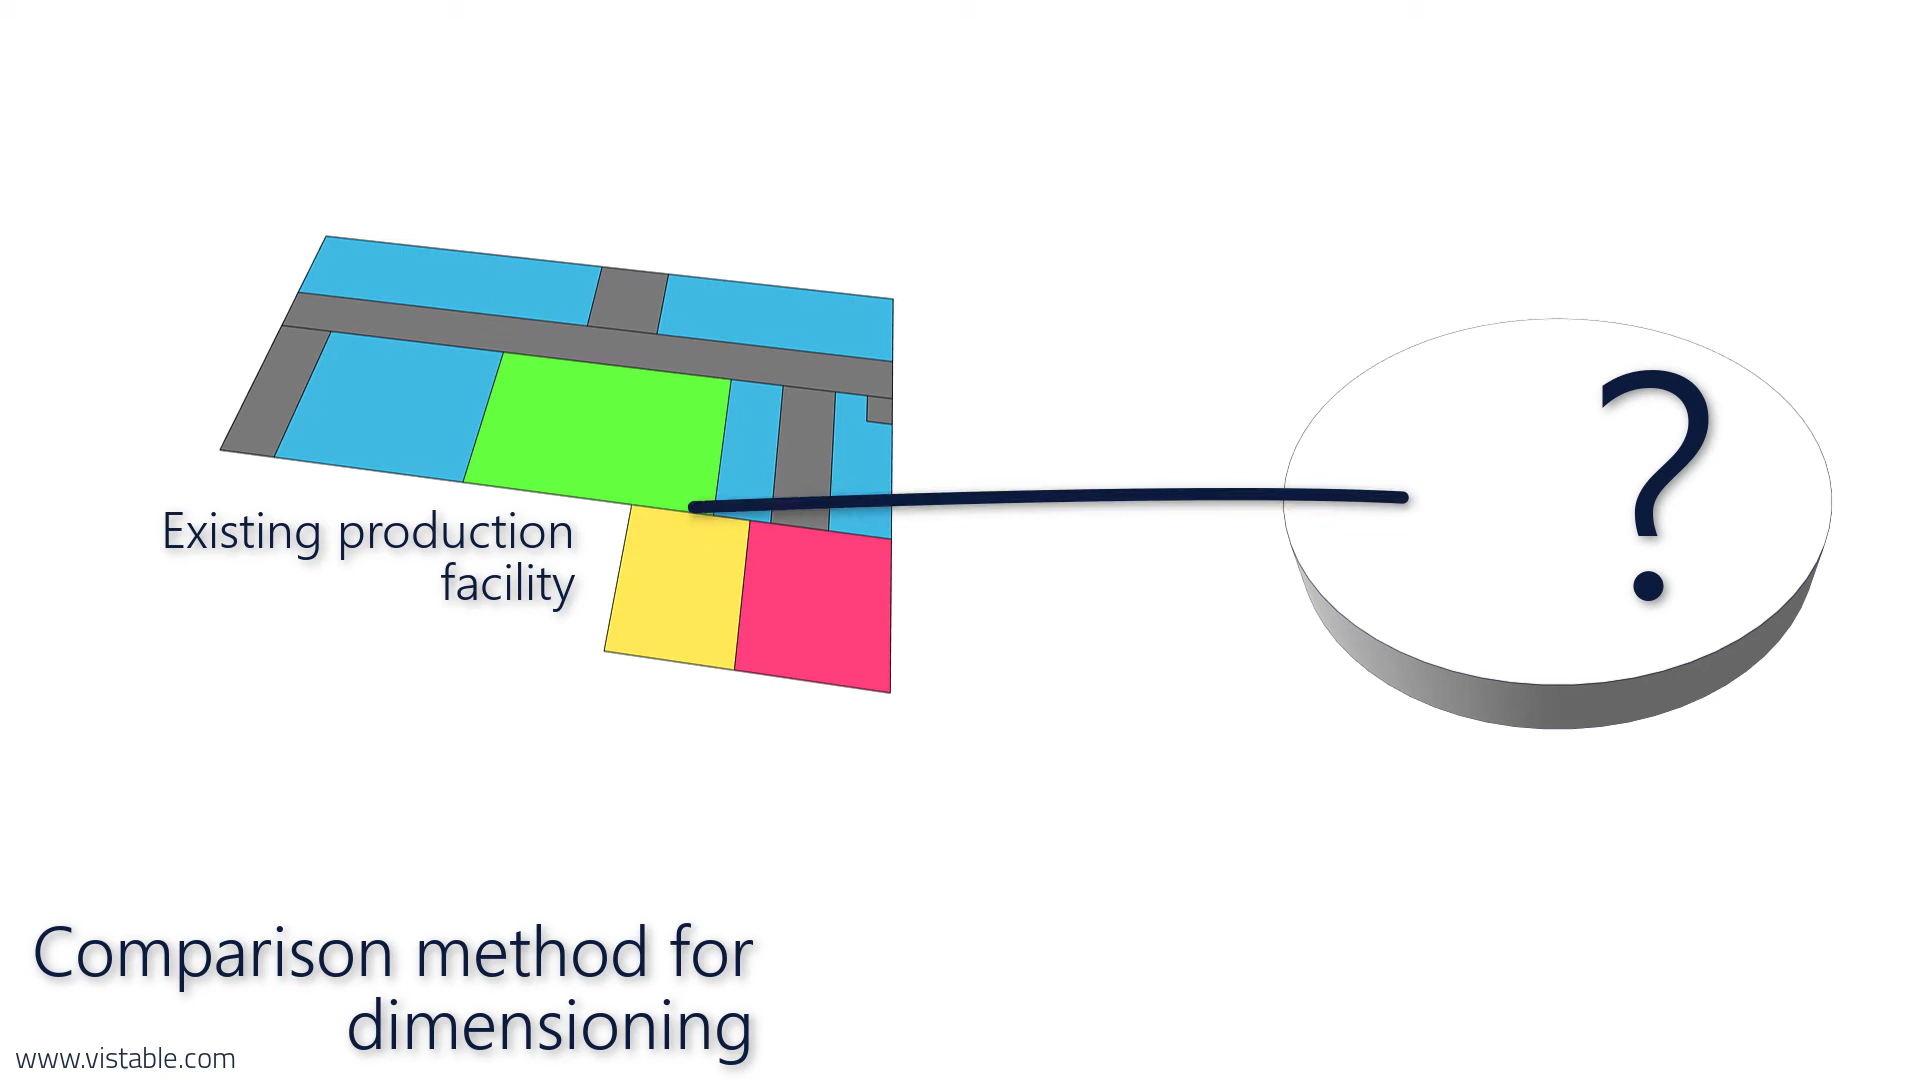 ?
Existing production
facility
Comparison method for
dimensioning
www.vistable.com